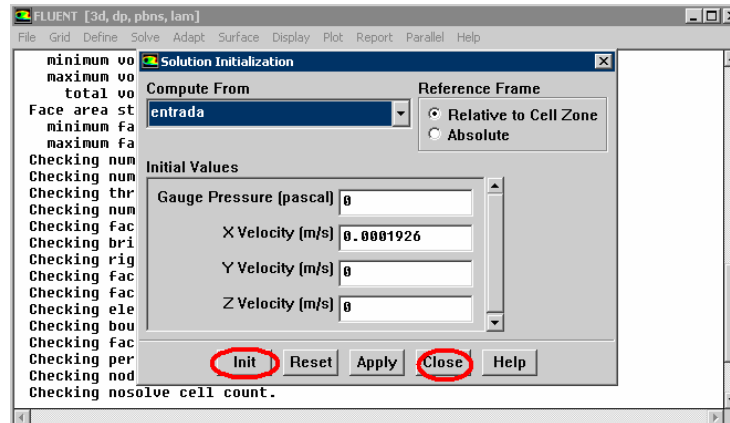 FLUENT [3d, dp, pbns, lam]
File Grid Define Solve Adapt Surface Display Plot Report Parallel Help
minimum vo
maximum vo
total vo
Face area st
minimum fa
maximum fa
Checking num
Checking num
Checking thr
Checking num
Checking fac
Checking bri
Checking rig
Checking fac
Checking fac
Checking ele
Checking bou
Checking fac
Checking per
Checking nod
Checking nosolve cell count.
Solution Initialization
Compute From
entrada
Reference Frame
Relative to Cell Zone
Absolute
Initial Values
Gauge Pressure (pascal) 0
X Velocity (m/s) 0.0001926
Y Velocity (m/s) 0
Z Velocity (m/s) 0
Init Reset Apply Close Help